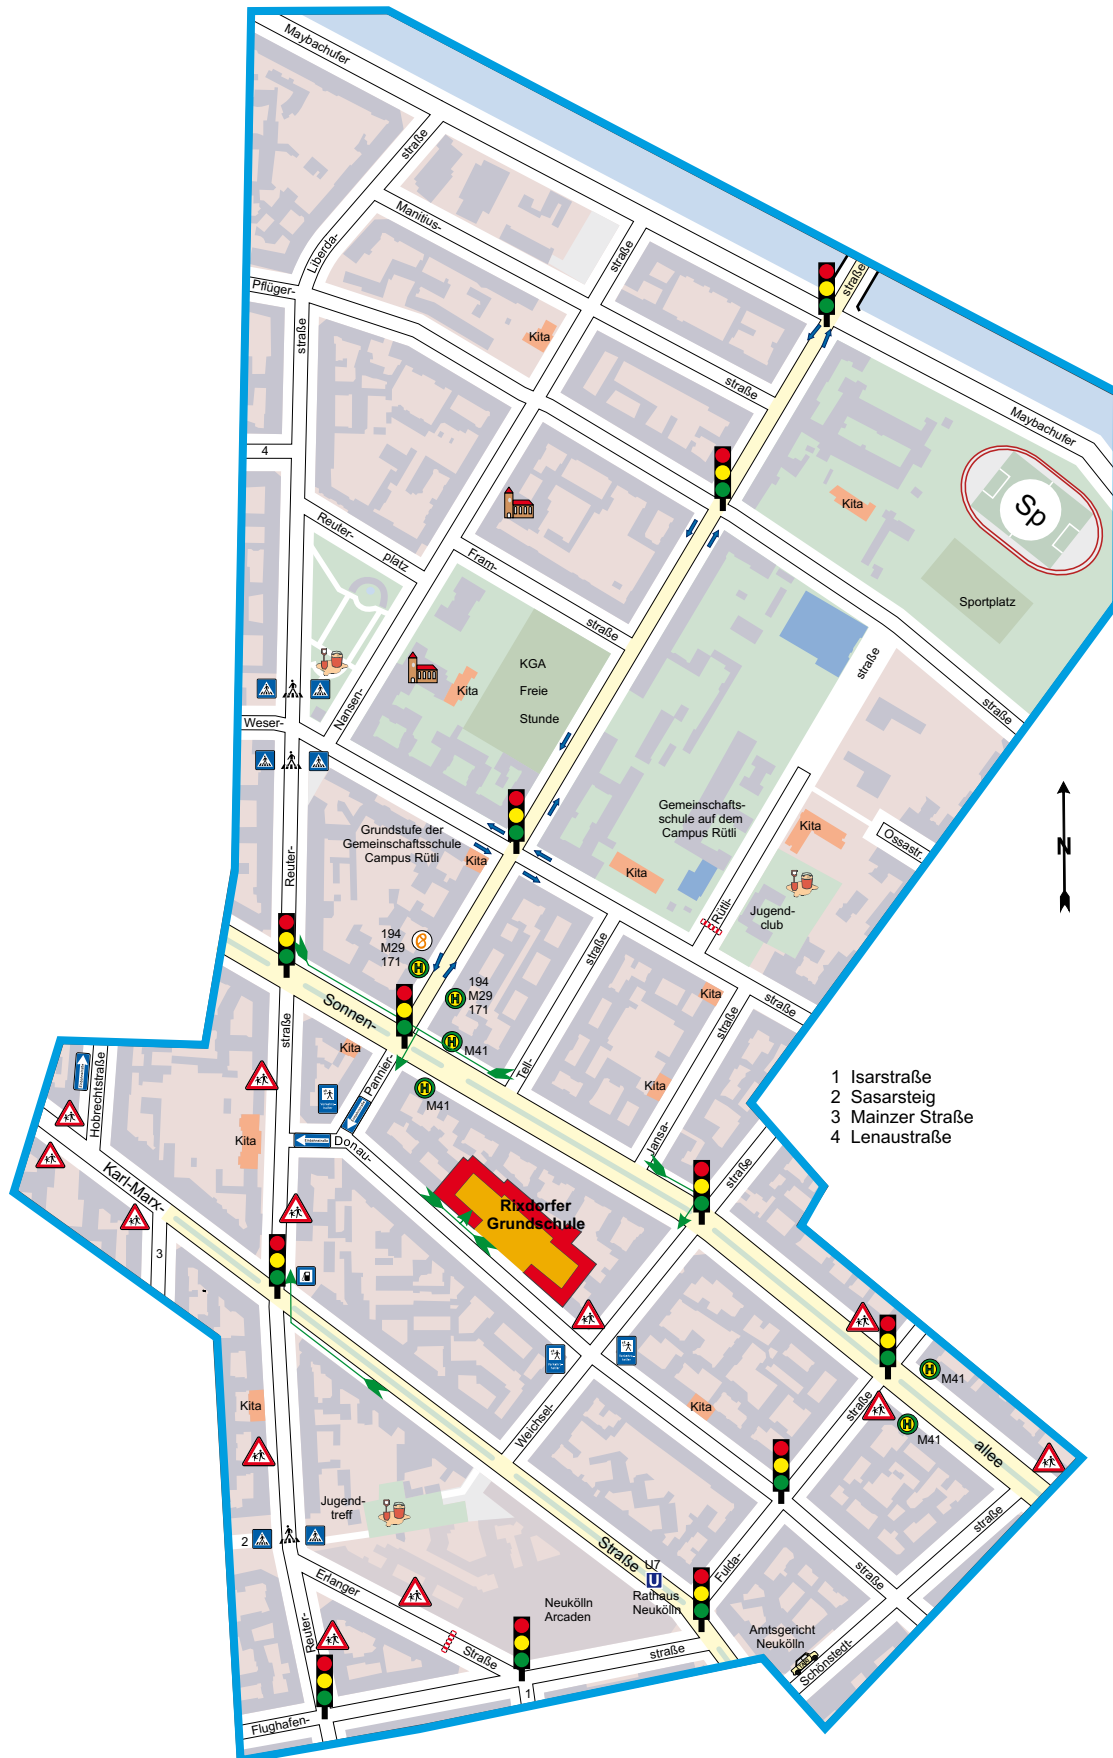 Maybachufer
straße
Manitius-
Liberda-
straße
straße
Pflüger-
straße
Kita
straße
Maybachufer
4
Kita
Sp
Reuter-
platz
Fram-
straße
Sportplatz
KGA
Freie
Stunde
Kita
straße
straße
Nansen-
Weser-
Gemeinschafts-
schule auf dem
Campus Rütli
Grundstufe der
Gemeinschaftsschule
Campus Rütli
Kita
Kita
Ossastr.
Kita
Reuter-
Rütli-
Jugend-
club
194
M29
171
H
straße
194
M29
171
H
Kita
straße
Sonnen-
straße
straße
H
M41
Kita
Tell-
Pannier-
H
M41
Kita
Hobrechtstraße
1 Isarstraße
2 Sasarsteig
3 Mainzer Straße
4 Lenaustraße
N
Kita
Donau-
Jansa-
straße
Karl-Marx-
Rixdorfer
Grundschule
3
H
M41
Kita
Kita
straße
H
M41
Weichsel-
allee
Jugend-
treff
straße
2
Straße
U7
U
Rathaus
Neukölln
Fulda-
straße
Erlanger
Neukölln
Arcaden
Reuter-
Straße
straße
Amtsgericht
Neukölln
Schönstedt-
1
Flughafen-